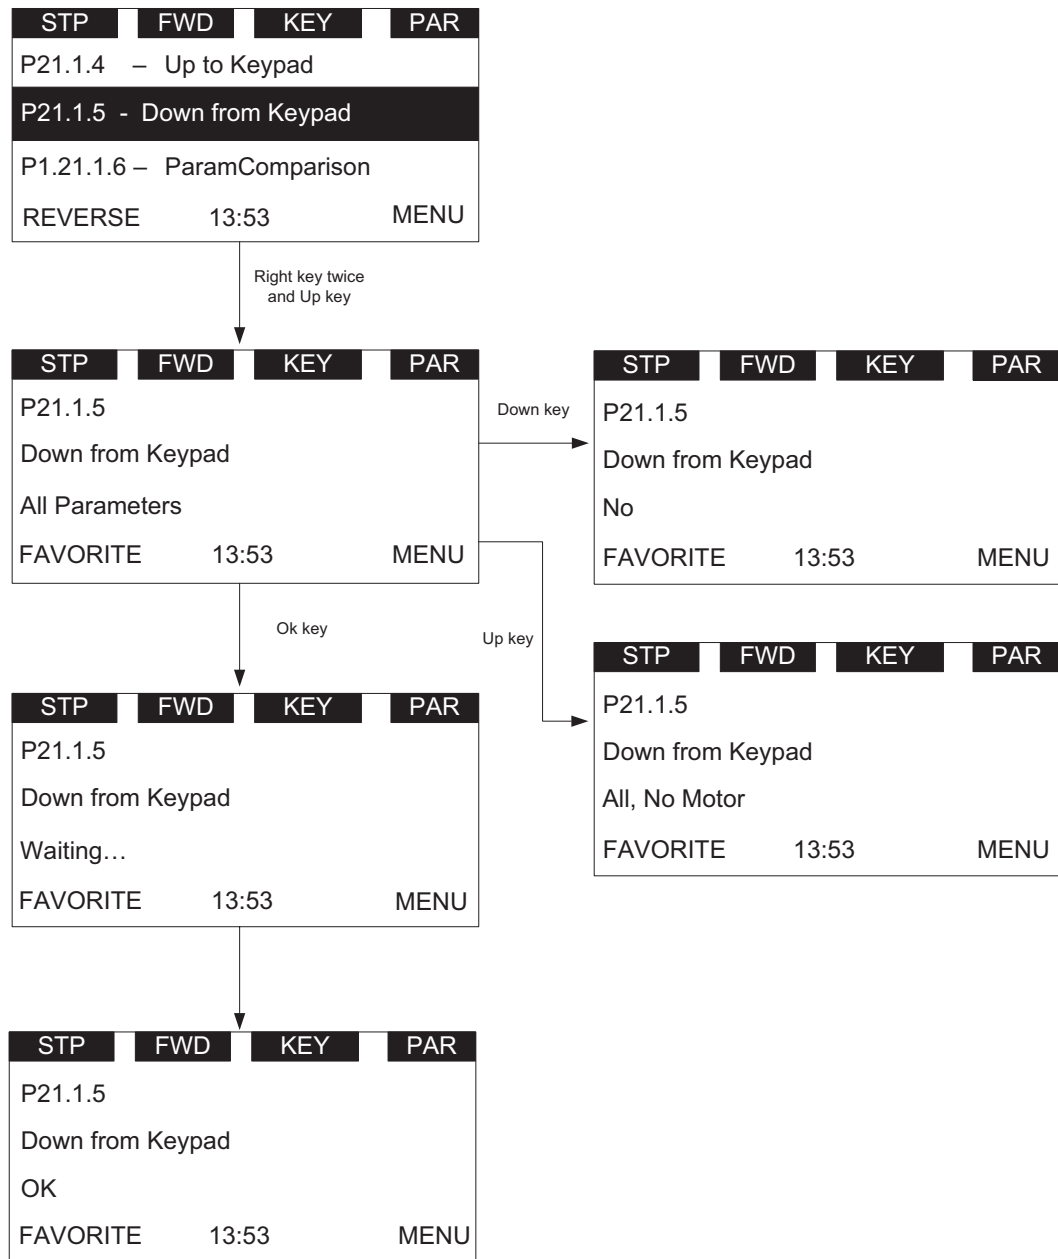 STP FWD KEY PAR
P21.1.4 – Up to Keypad
P21.1.5 - Down from Keypad
P1.21.1.6 – ParamComparison
REVERSE 13:53 MENU
Right key twice
and Up key
STP FWD KEY PAR
P21.1.5
Down from Keypad
All Parameters
FAVORITE 13:53 MENU
Down key
STP FWD KEY PAR
P21.1.5
Down from Keypad
No
FAVORITE 13:53 MENU
Up key
STP FWD KEY PAR
P21.1.5
Down from Keypad
All, No Motor
FAVORITE 13:53 MENU
Ok key
STP FWD KEY PAR
P21.1.5
Down from Keypad
Waiting…
FAVORITE 13:53 MENU
STP FWD KEY PAR
P21.1.5
Down from Keypad
OK
FAVORITE 13:53 MENU